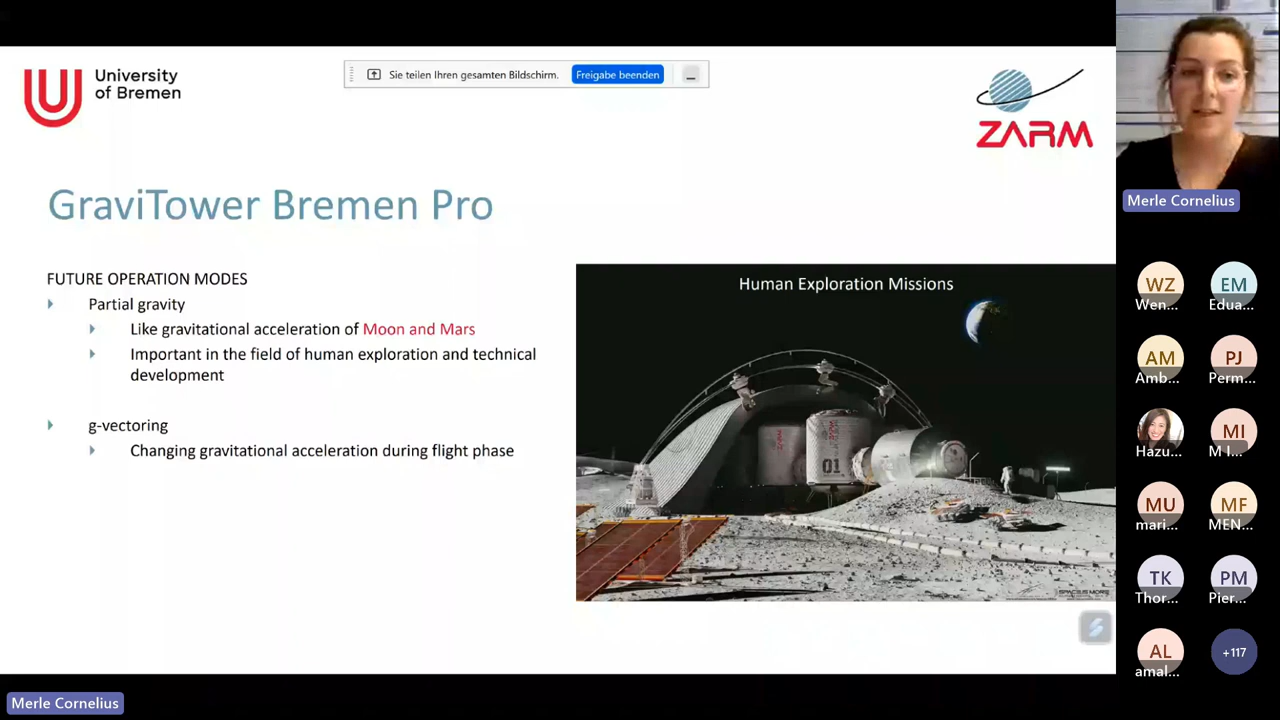 University
of Bremen
Sie teilen Ihren gesamten Bildschirm.
Freigabe beenden
ZARM
GraviTower Bremen Pro
FUTURE OPERATION MODES
Partial gravity
Like gravitational acceleration of Moon and Mars
Important in the field of human exploration and technical
development
g-vectoring
Changing gravitational acceleration during flight phase
Human Exploration Missions
ZARM
01
Merle Cornelius
WZ
Wen...
EM
Edua...
AM
Amb...
PJ
Perm...
Hazu...
MI
M I...
MU
mari...
MF
MEN...
TK
Thor...
PM
Pier...
AL
amal...
+117
Merle Cornelius